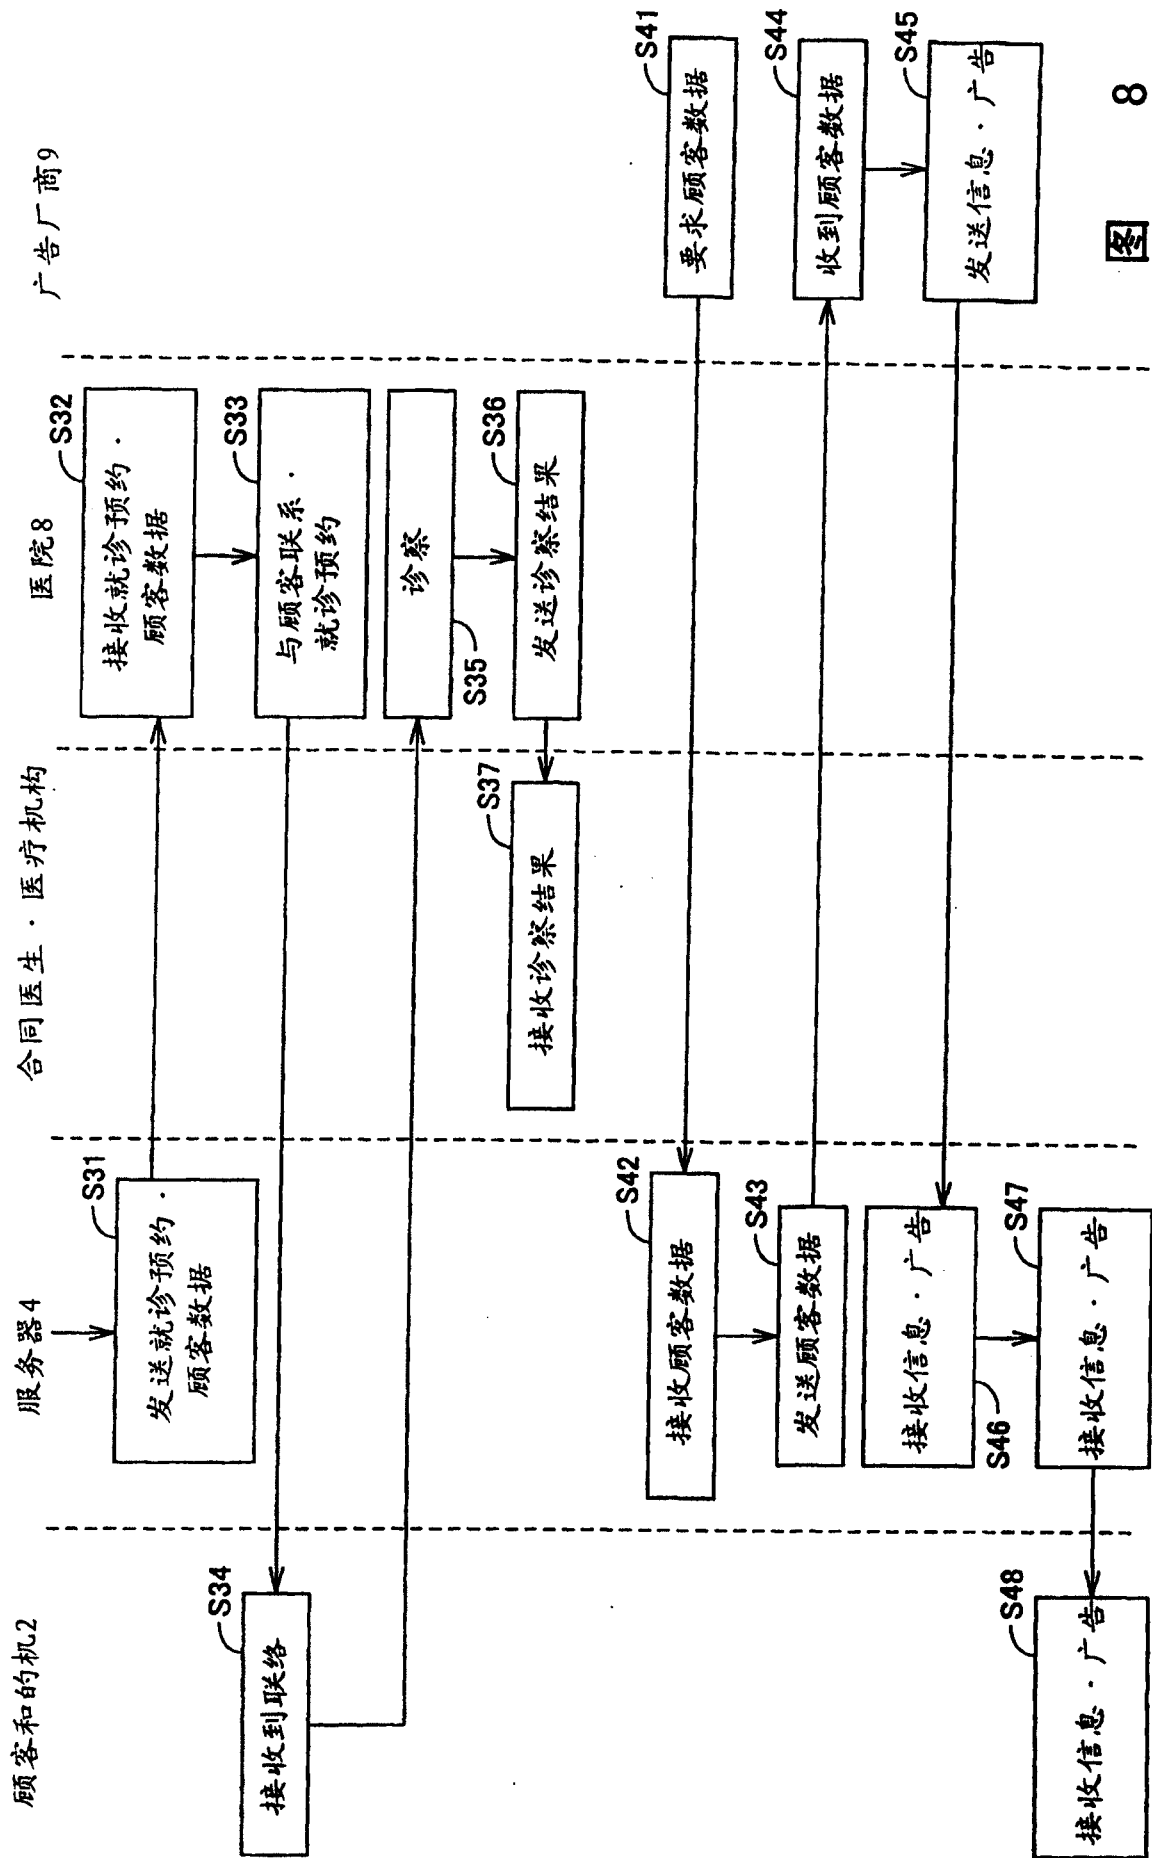 顾客和的机2
服务器4
合同医生·医疗机构
医院8
广告厂商9
S31
发送就诊预约·
顾客数据
S32
接收就诊预约·
顾客数据
S33
与顾客联系·
就诊预约
S34
接收到联络
S35
诊察
S36
发送诊察结果
S37
接收诊察结果
S41
要求顾客数据
S42
接收顾客数据
S43
发送顾客数据
S44
收到顾客数据
S45
发送信息·广告
S46
接收信息·广告
S47
接收信息·广告
S48
接收信息·广告
图 8